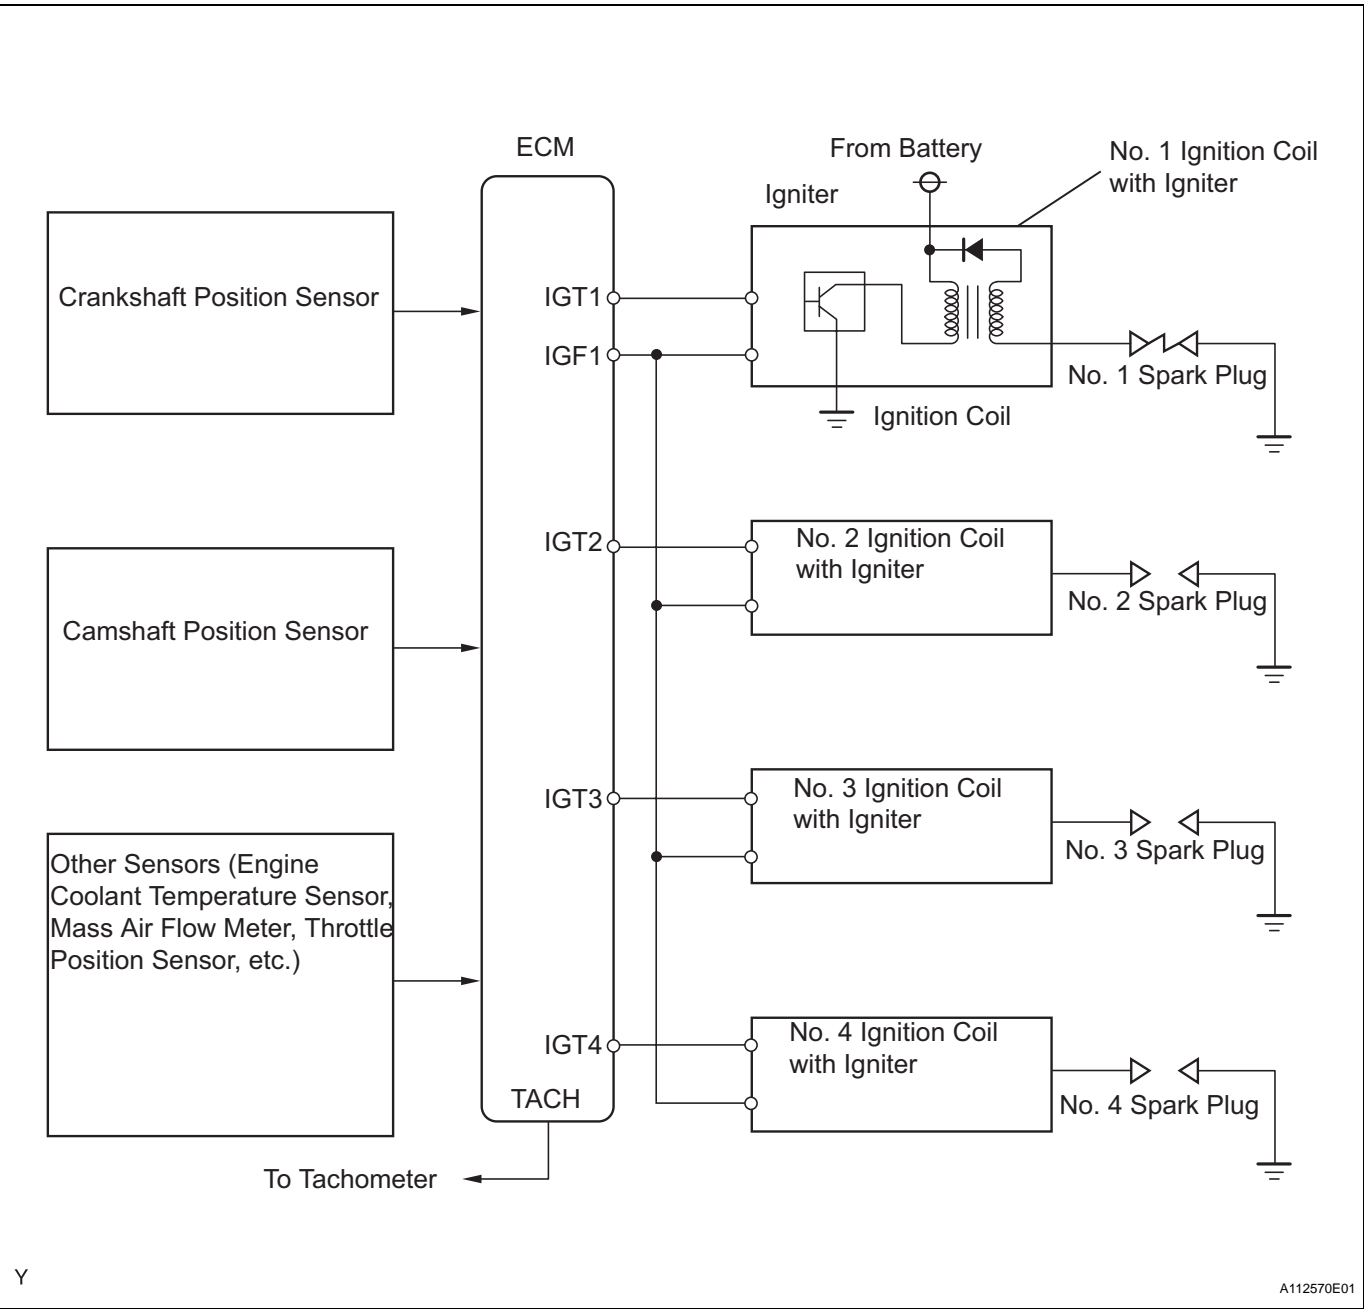 ECM
From Battery
No. 1 Ignition Coil
with Igniter
Igniter
Crankshaft Position Sensor
IGT1
IGF1
No. 1 Spark Plug
Ignition Coil
IGT2
No. 2 Ignition Coil
with Igniter
No. 2 Spark Plug
Camshaft Position Sensor
IGT3
No. 3 Ignition Coil
with Igniter
No. 3 Spark Plug
Other Sensors (Engine
Coolant Temperature Sensor,
Mass Air Flow Meter, Throttle
Position Sensor, etc.)
IGT4
No. 4 Ignition Coil
with Igniter
TACH
No. 4 Spark Plug
To Tachometer
Y
A112570E01